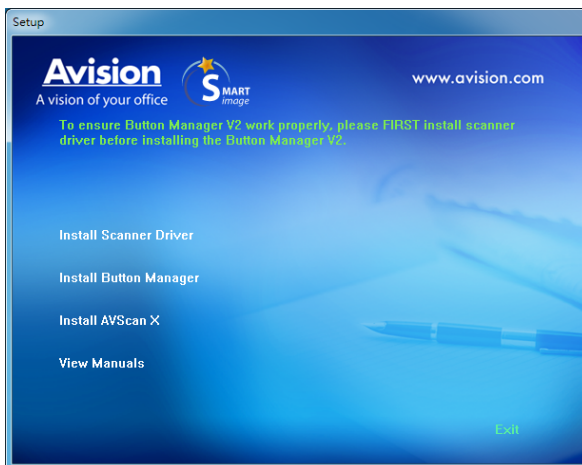 Setup
Avision
A vision of your office
SMART
image
www.avision.com
To ensure Button Manager V2 work properly, please FIRST install scanner
driver before installing the Button Manager V2.
Install Scanner Driver
Install Button Manager
Install AVScan X
View Manuals
Exit